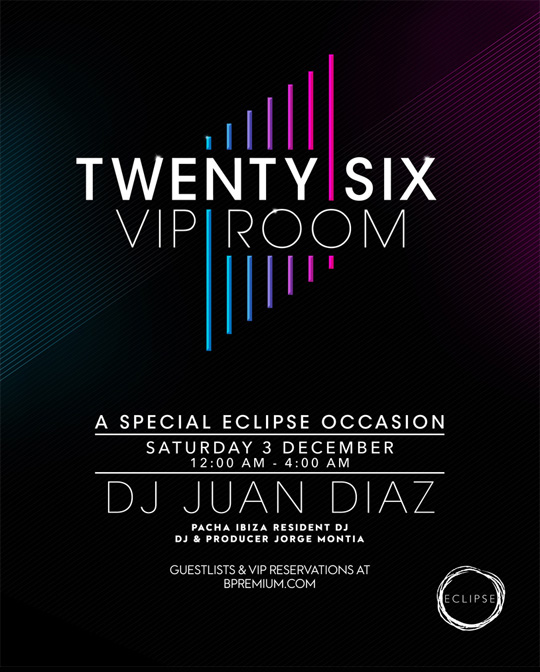 TWENTY SIX
VIP ROOM
A SPECIAL ECLIPSE OCCASION
SATURDAY 3 DECEMBER
12:00 AM - 4:00 AM
DJ JUAN DIAZ
PACHA IBIZA RESIDENT DJ
DJ & PRODUCER JORGE MONTIA
GUESTLISTS & VIP RESERVATIONS AT
BPREMIUM.COM
ECLIPSE